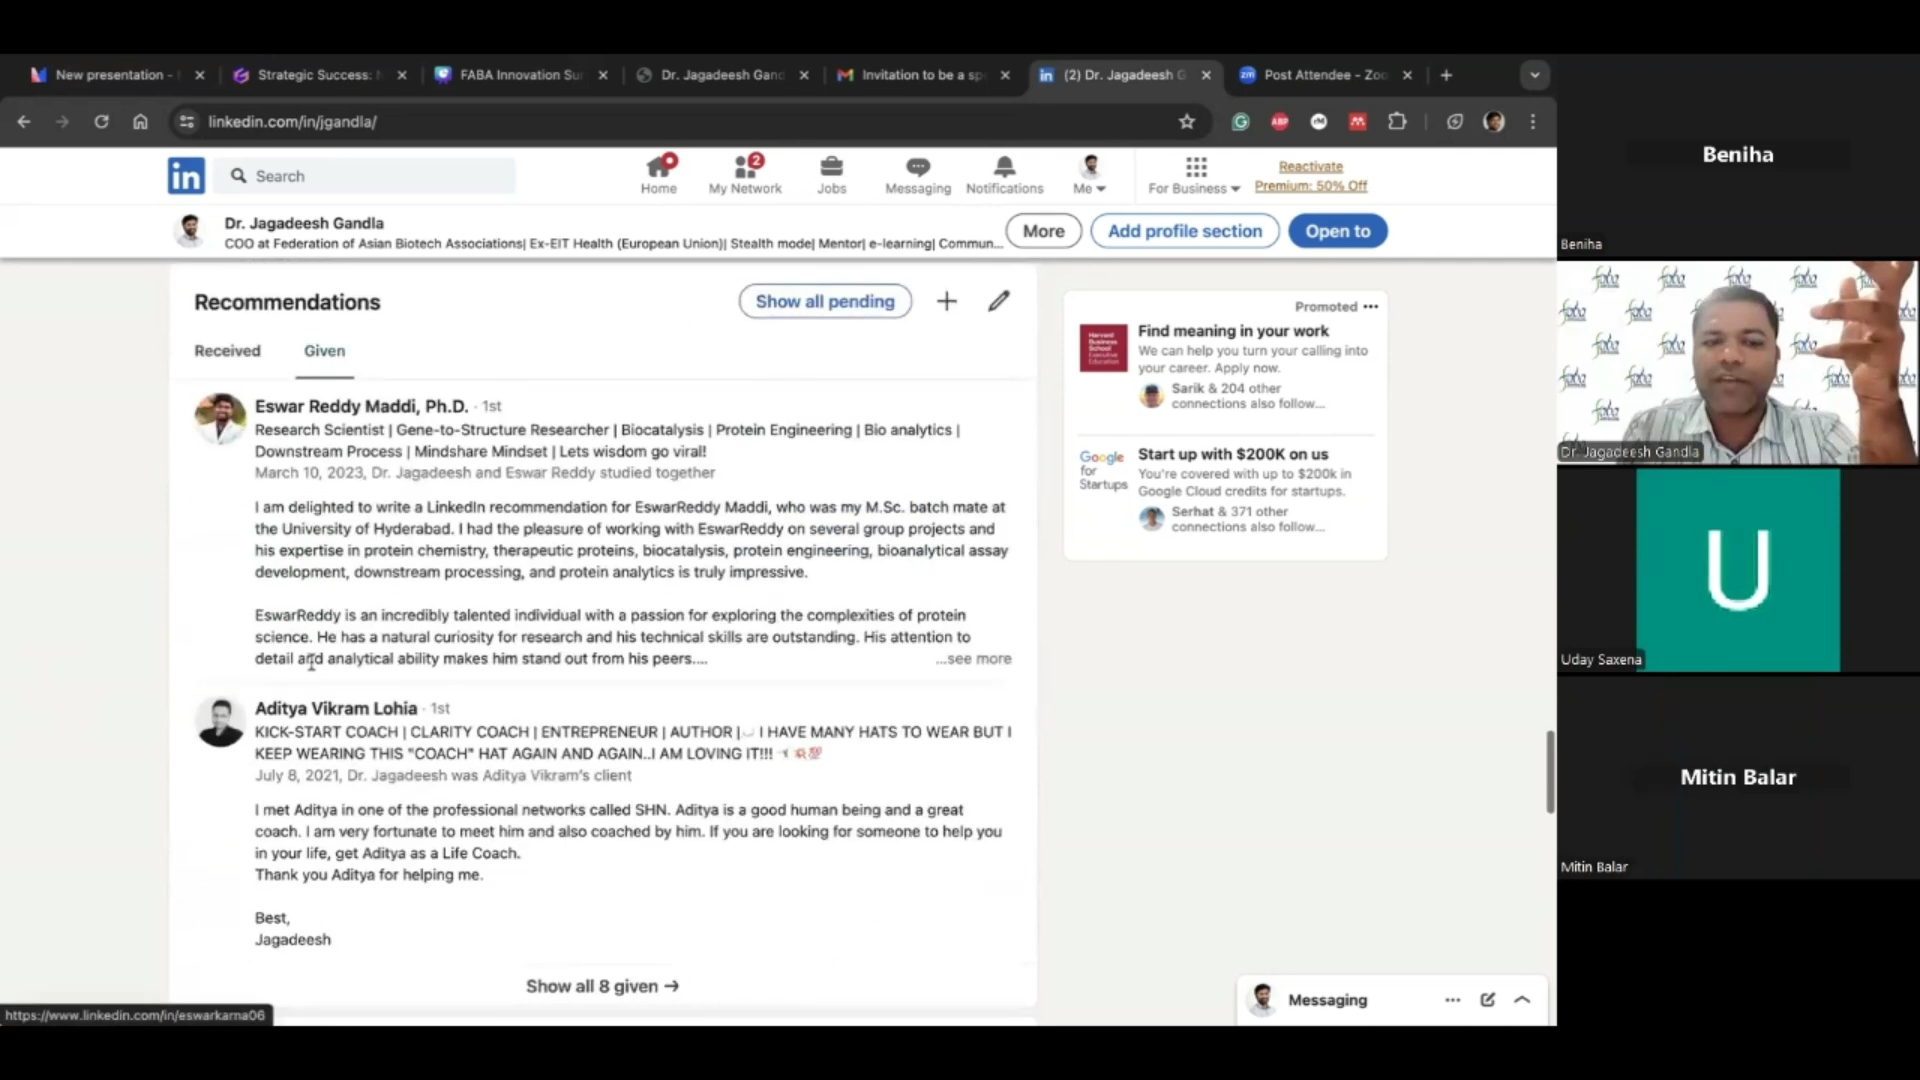 New presentation -
Strategic Success:
FABA Innovation Su
Dr. Jagadeesh Gand
Invitation to be a sp
(2) Dr. Jagadeesh G
Post Attendee - Zoo
linkedin.com/in/jgandla/
ABP
in
Search
Home
2
My Network
Jobs
Messaging
Notifications
Me
For Business
Reactivate
Premium: 50% Off
Dr. Jagadeesh Gandla
COO at Federation of Asian Biotech Associations| Ex-EIT Health (European Union)| Stealth mode| Mentor| e-learning| Commun...
More
Add profile section
Open to
Recommendations
Show all pending
Received
Given
Eswar Reddy Maddi, Ph.D. · 1st
Research Scientist | Gene-to-Structure Researcher | Biocatalysis | Protein Engineering | Bio analytics |
Downstream Process | Mindshare Mindset | Lets wisdom go viral!
March 10, 2023, Dr. Jagadeesh and Eswar Reddy studied together
I am delighted to write a LinkedIn recommendation for EswarReddy Maddi, who was my M.Sc. batch mate at
the University of Hyderabad. I had the pleasure of working with EswarReddy on several group projects and
his expertise in protein chemistry, therapeutic proteins, biocatalysis, protein engineering, bioanalytical assay
development, downstream processing, and protein analytics is truly impressive.
EswarReddy is an incredibly talented individual with a passion for exploring the complexities of protein
science. He has a natural curiosity for research and his technical skills are outstanding. His attention to
detail and analytical ability makes him stand out from his peers....
...see more
Aditya Vikram Lohia · 1st
KICK-START COACH | CLARITY COACH | ENTREPRENEUR | AUTHOR | I HAVE MANY HATS TO WEAR BUT I
KEEP WEARING THIS "COACH" HAT AGAIN AND AGAIN..I AM LOVING IT!!! 💥💯
July 8, 2021, Dr. Jagadeesh was Aditya Vikram's client
I met Aditya in one of the professional networks called SHN. Aditya is a good human being and a great
coach. I am very fortunate to meet him and also coached by him. If you are looking for someone to help you
in your life, get Aditya as a Life Coach.
Thank you Aditya for helping me.
Best,
Jagadeesh
Show all 8 given →
https://www.linkedin.com/in/eswarkarna06
Promoted •••
Harvard
Business
School
Executive
Education
Find meaning in your work
We can help you turn your calling into
your career. Apply now.
Sarik & 204 other
connections also follow...
Google
for
Startups
Start up with $200K on us
You're covered with up to $200k in
Google Cloud credits for startups.
Serhat & 371 other
connections also follow...
Messaging
Beniha
Beniha
faba
Dr. Jagadeesh Gandla
U
Uday Saxena
Mitin Balar
Mitin Balar